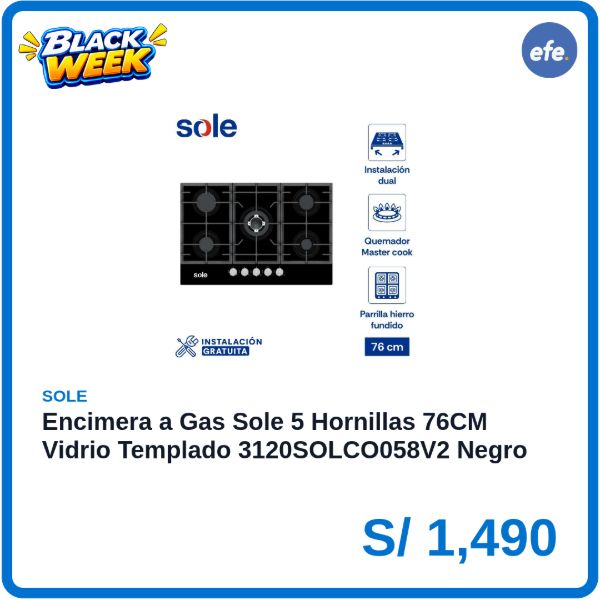 BLACK
WEEK
efe.
sole
Instalación
dual
Quemador
Master cook
Parrilla hierro
fundido
76 cm
sole
INSTALACIÓN
GRATUITA
SOLE
Encimera a Gas Sole 5 Hornillas 76CM
Vidrio Templado 3120SOLCO058V2 Negro
S/ 1,490